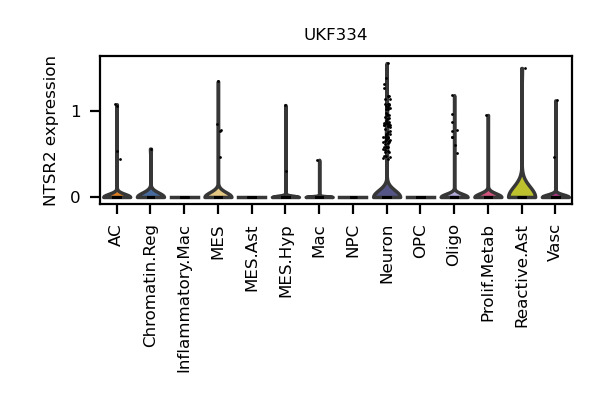 UKF334
NTSR2 expression
1
0
AC
Chromatin.Reg
Inflammatory.Mac
MES
MES.Ast
MES.Hyp
Mac
NPC
Neuron
OPC
Oligo
Prolif.Metab
Reactive.Ast
Vasc